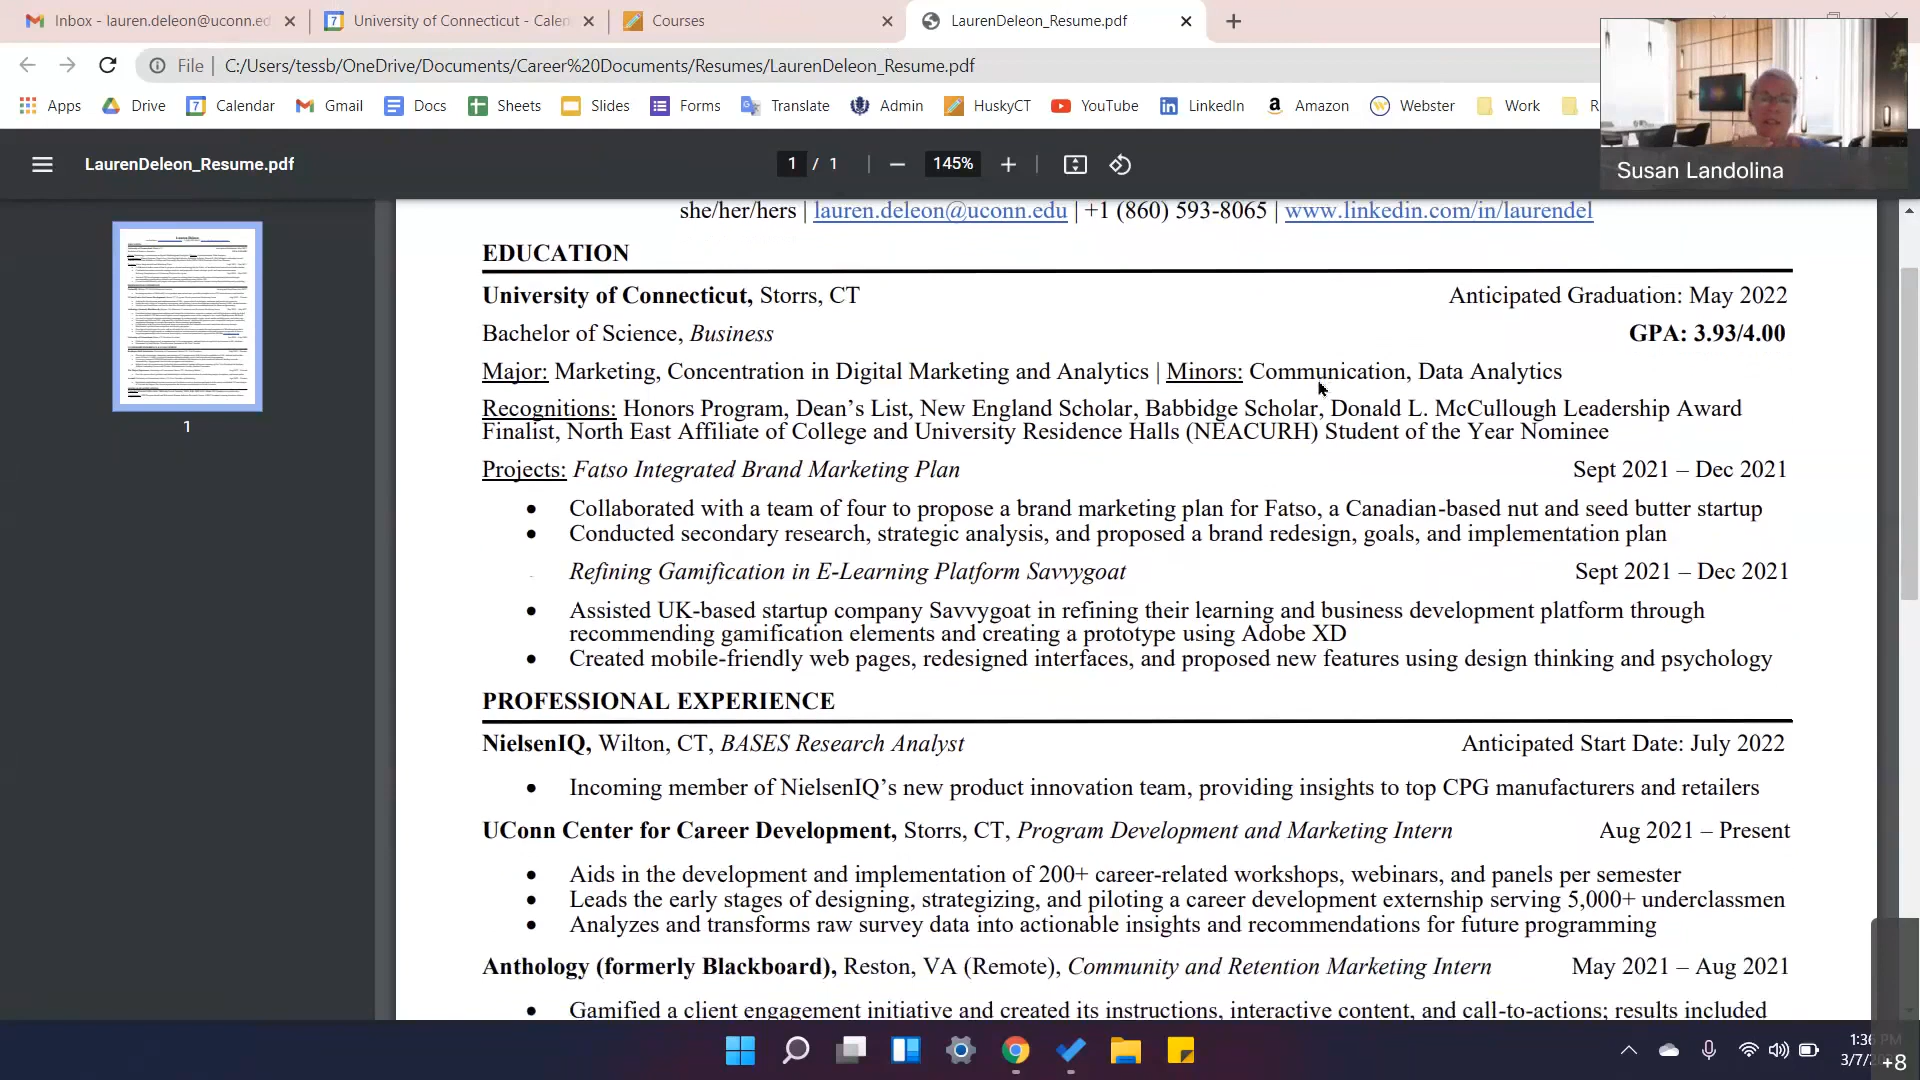 Inbox - lauren.deleon@uconn.ed
University of Connecticut - Calen
Courses
LaurenDeleon_Resume.pdf
File | C:/Users/tessb/OneDrive/Documents/Career%20Documents/Resumes/LaurenDeleon_Resume.pdf
Apps Drive Calendar Gmail Docs Sheets Slides Forms Translate Admin HuskyCT YouTube LinkedIn Amazon Webster Work R
Susan Landolina
LaurenDeleon_Resume.pdf
1 / 1
145%
1
she/her/hers | lauren.deleon@uconn.edu | +1 (860) 593-8065 | www.linkedin.com/in/laurendel
EDUCATION
University of Connecticut, Storrs, CT Anticipated Graduation: May 2022
Bachelor of Science, Business GPA: 3.93/4.00
Major: Marketing, Concentration in Digital Marketing and Analytics | Minors: Communication, Data Analytics
Recognitions: Honors Program, Dean’s List, New England Scholar, Babbidge Scholar, Donald L. McCullough Leadership Award
Finalist, North East Affiliate of College and University Residence Halls (NEACURH) Student of the Year Nominee
Projects: Fatso Integrated Brand Marketing Plan Sept 2021 – Dec 2021
• Collaborated with a team of four to propose a brand marketing plan for Fatso, a Canadian-based nut and seed butter startup
• Conducted secondary research, strategic analysis, and proposed a brand redesign, goals, and implementation plan
Refining Gamification in E-Learning Platform Savvygoat Sept 2021 – Dec 2021
• Assisted UK-based startup company Savvygoat in refining their learning and business development platform through
recommending gamification elements and creating a prototype using Adobe XD
• Created mobile-friendly web pages, redesigned interfaces, and proposed new features using design thinking and psychology
PROFESSIONAL EXPERIENCE
NielsenIQ, Wilton, CT, BASES Research Analyst Anticipated Start Date: July 2022
• Incoming member of NielsenIQ’s new product innovation team, providing insights to top CPG manufacturers and retailers
UConn Center for Career Development, Storrs, CT, Program Development and Marketing Intern Aug 2021 – Present
• Aids in the development and implementation of 200+ career-related workshops, webinars, and panels per semester
• Leads the early stages of designing, strategizing, and piloting a career development externship serving 5,000+ underclassmen
• Analyzes and transforms raw survey data into actionable insights and recommendations for future programming
Anthology (formerly Blackboard), Reston, VA (Remote), Community and Retention Marketing Intern May 2021 – Aug 2021
• Gamified a client engagement initiative and created its instructions, interactive content, and call-to-actions; results included
1:36 PM
3/7/
+8